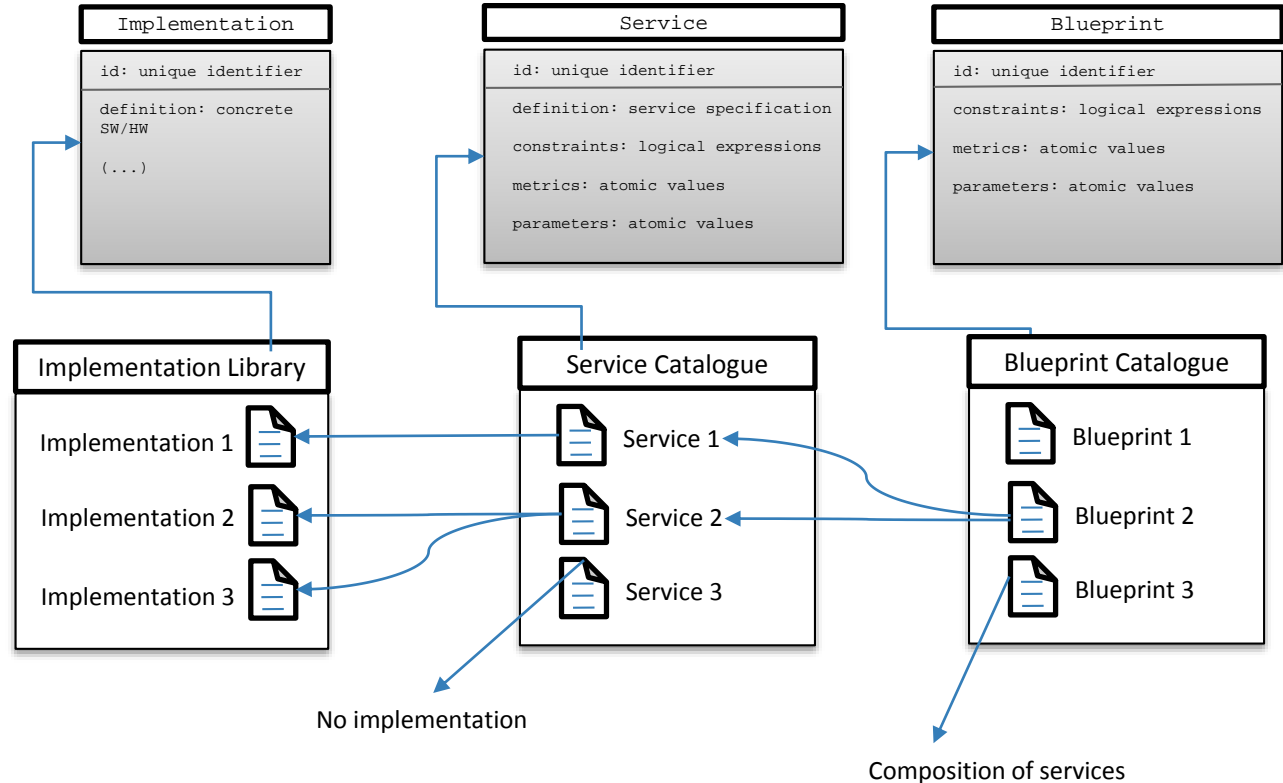 Implementation
id: unique identifier
definition: concrete
SW/HW
(...)
Service
id: unique identifier
definition: service specification
constraints: logical expressions
metrics: atomic values
parameters: atomic values
Blueprint
id: unique identifier
constraints: logical expressions
metrics: atomic values
parameters: atomic values
Implementation Library
Implementation 1
Implementation 2
Implementation 3
Service Catalogue
Service 1
Service 2
Service 3
Blueprint Catalogue
Blueprint 1
Blueprint 2
Blueprint 3
No implementation
Composition of services